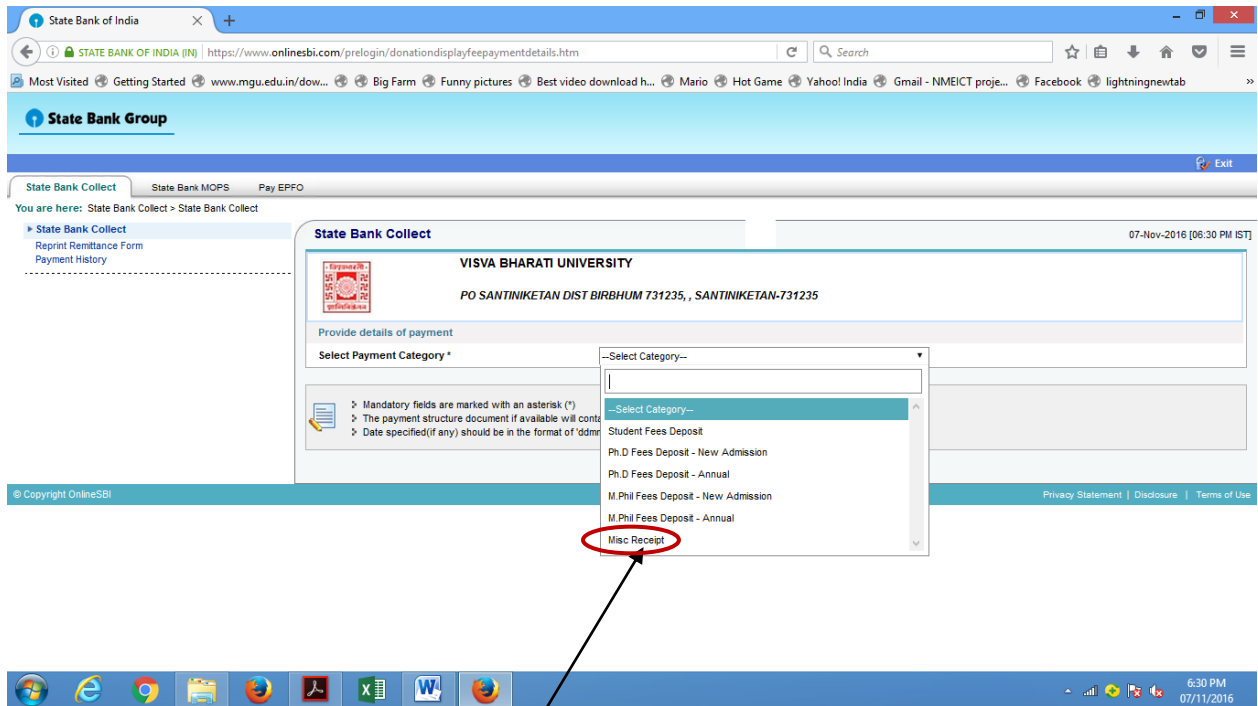 State Bank of India
STATE BANK OF INDIA (IN) https://www.onlinesbi.com/prelogin/donationdisplayfeepaymentdetails.htm Search
Most Visited Getting Started www.mgu.edu.in/dow... Big Farm Funny pictures Best video download h... Mario Hot Game Yahoo! India Gmail - NMEICT proje... Facebook lightningnewtab »
State Bank Group
Exit
State Bank Collect State Bank MOPS Pay EPFO
You are here: State Bank Collect > State Bank Collect
State Bank Collect
Reprint Remittance Form
Payment History
State Bank Collect 07-Nov-2016 [06:30 PM IST]
VISVA BHARATI UNIVERSITY
PO SANTINIKETAN DIST BIRBHUM 731235, , SANTINIKETAN-731235
Provide details of payment
Select Payment Category * --Select Category--
Mandatory fields are marked with an asterisk (*)
The payment structure document if available will conta
Date specified(if any) should be in the format of 'ddmm
--Select Category--
Student Fees Deposit
Ph.D Fees Deposit - New Admission
Ph.D Fees Deposit - Annual
M.Phil Fees Deposit - New Admission
M.Phil Fees Deposit - Annual
Misc Receipt
© Copyright OnlineSBI Privacy Statement | Disclosure | Terms of Use
6:30 PM
07/11/2016